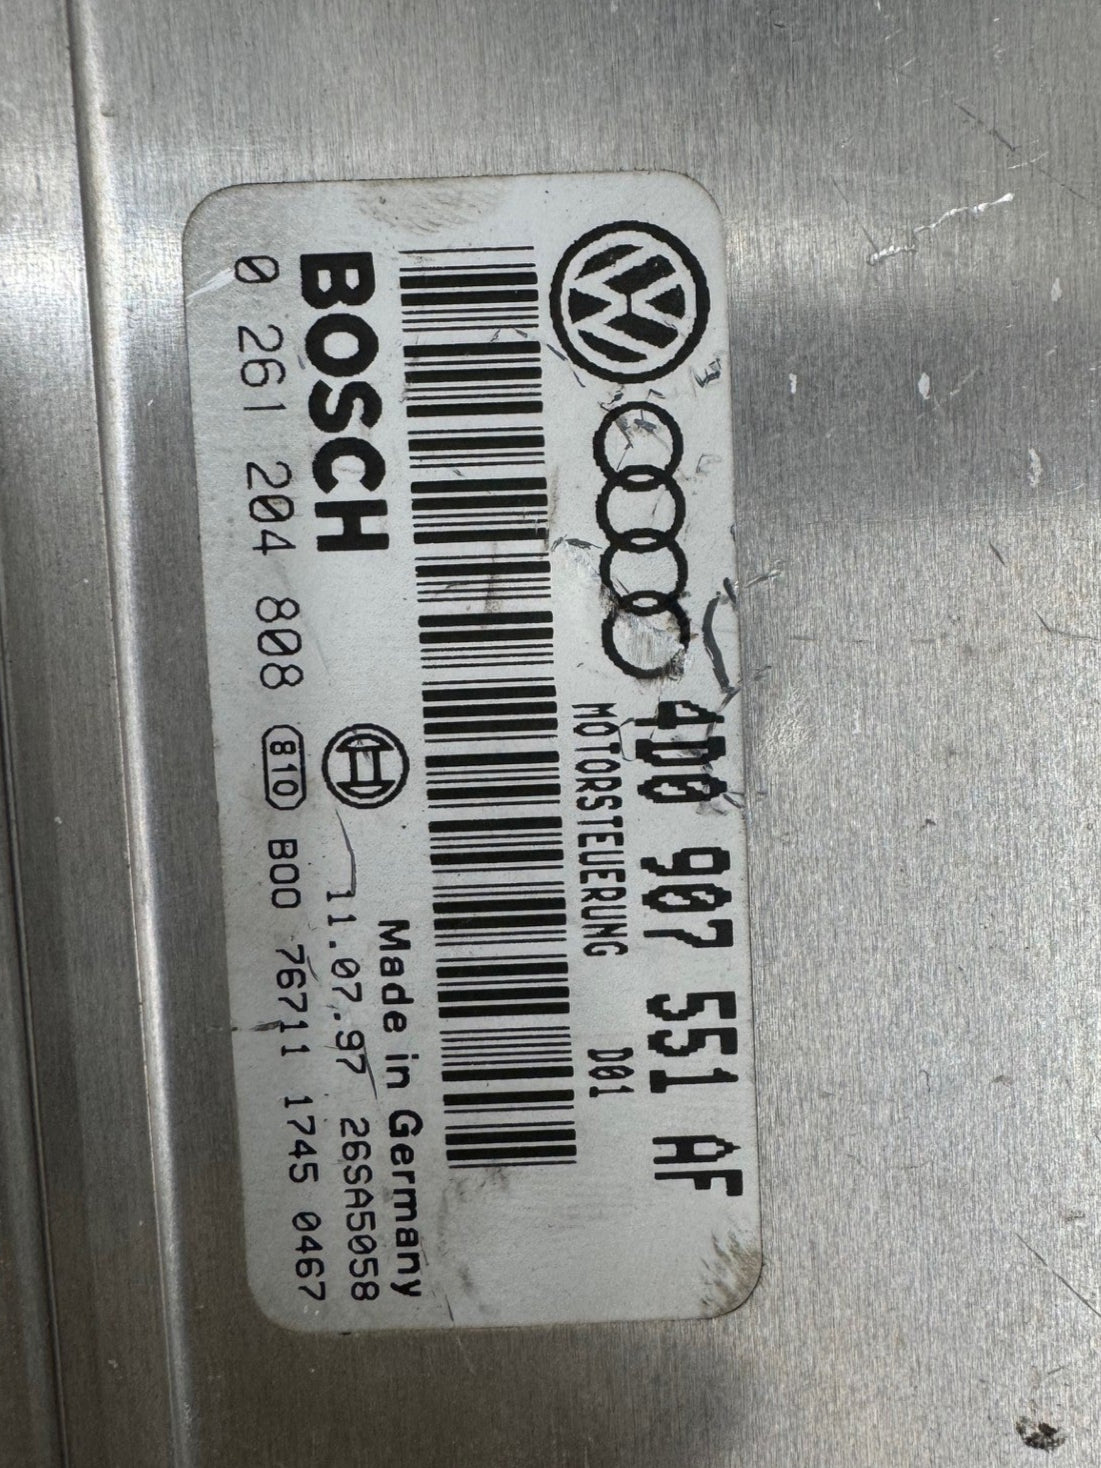 4D0 907 551 AF
MOTORSTEUERUNG D01
BOSCH
Made in Germany
11.07.97 26SA5058
0 261 204 808 810 B00 76711 1745 0467